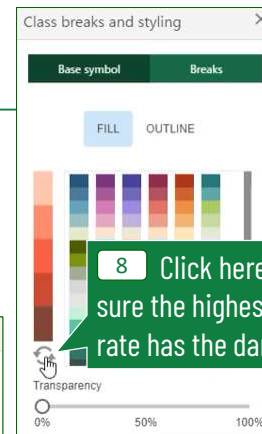 Class breaks and styling ×
Base symbol Breaks
FILL OUTLINE
8 Click here
sure the highes
rate has the dar
Transparency
0% 50% 100%